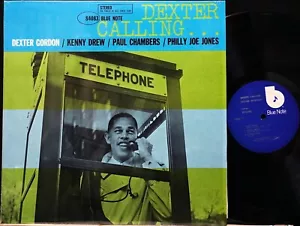 STEREO
84083 BLUE NOTE
DEXTER
CALLING...
DEXTER GORDON / KENNY DREW / PAUL CHAMBERS / PHILLY JOE JONES
TELEPHONE
b
Blue Note